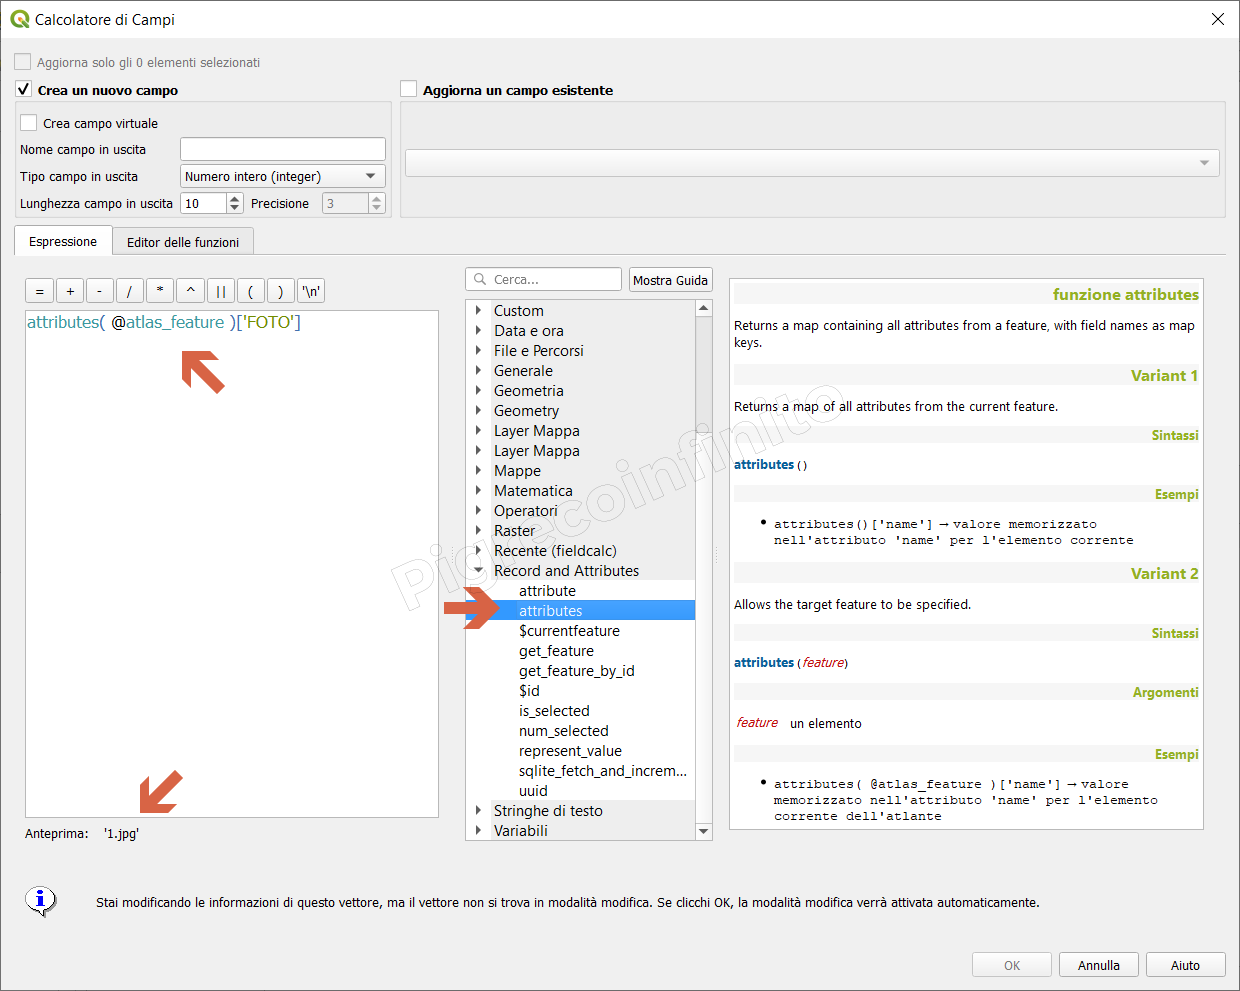 Calcolatore di Campi
Aggiorna solo gli 0 elementi selezionati
Crea un nuovo campo
Aggiorna un campo esistente
Crea campo virtuale
Nome campo in uscita
Tipo campo in uscita
Numero intero (integer)
Lunghezza campo in uscita
10
Precisione
3
Espressione
Editor delle funzioni
= + - / * ^ || ( ) '\n'
attributes( @atlas_feature )['FOTO']
Anteprima: '1.jpg'
Cerca...
Mostra Guida
Custom
Data e ora
File e Percorsi
Generale
Geometria
Geometry
Layer Mappa
Layer Mappa
Mappe
Matematica
Operatori
Raster
Recente (fieldcalc)
Record and Attributes
attribute
attributes
$currentfeature
get_feature
get_feature_by_id
$id
is_selected
num_selected
represent_value
sqlite_fetch_and_increm...
uuid
Stringhe di testo
Variabili
funzione attributes
Returns a map containing all attributes from a feature, with field names as map
keys.
Variant 1
Returns a map of all attributes from the current feature.
Sintassi
attributes()
Esempi
• attributes()['name'] → valore memorizzato
nell'attributo 'name' per l'elemento corrente
Variant 2
Allows the target feature to be specified.
Sintassi
attributes(feature)
Argomenti
feature un elemento
Esempi
• attributes( @atlas_feature )['name'] → valore
memorizzato nell'attributo 'name' per l'elemento
corrente dell'atlante
Pigrecoinfinito
Stai modificando le informazioni di questo vettore, ma il vettore non si trova in modalità modifica. Se clicchi OK, la modalità modifica verrà attivata automaticamente.
OK
Annulla
Aiuto